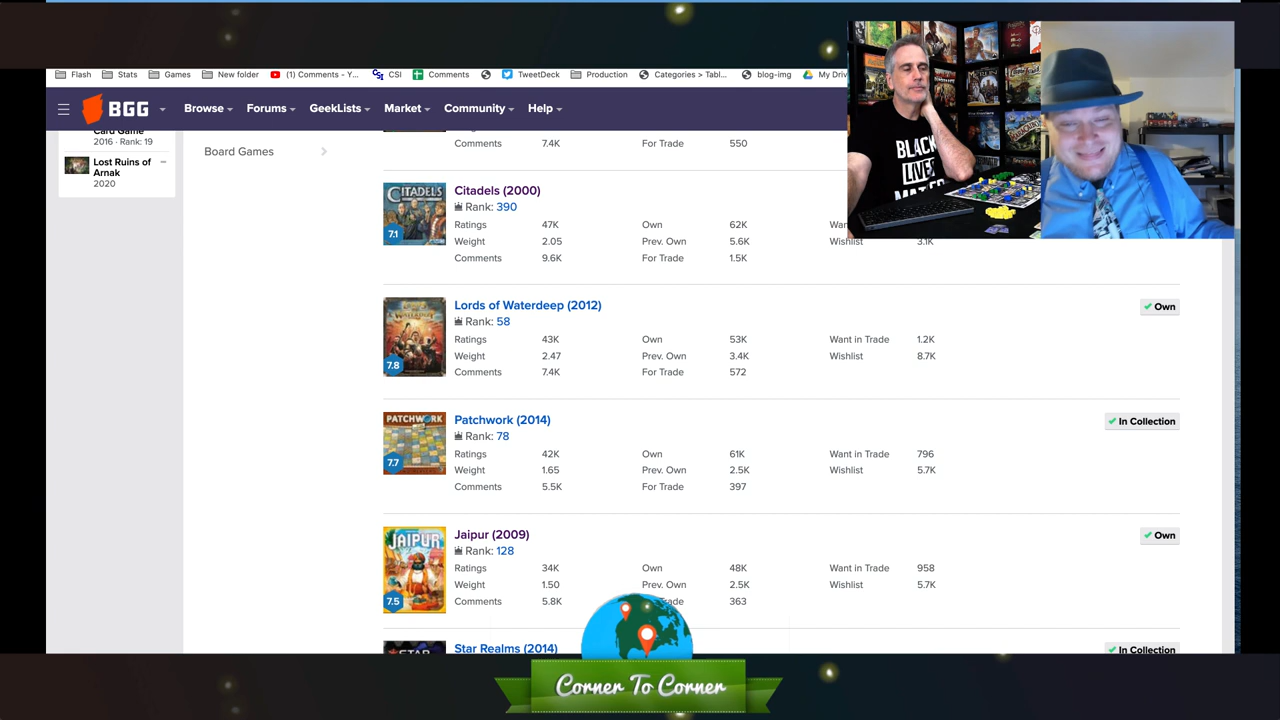 Flash Stats Games New folder (1) Comments - Y... CSI Comments TweetDeck Production Categories > Tabl... blog-img My Driv
BGG Browse Forums GeekLists Market Community Help
Card Game
2016 · Rank: 19
Lost Ruins of
Arnak
2020
Board Games
Comments 7.4K For Trade 550
CITADELS
7.1
Citadels (2000)
Rank: 390
Ratings 47K Own 62K Wan
Weight 2.05 Prev. Own 5.6K Wishlist 3.1K
Comments 9.6K For Trade 1.5K
WATERDEEP
7.8
Lords of Waterdeep (2012)
Own
Rank: 58
Ratings 43K Own 53K Want in Trade 1.2K
Weight 2.47 Prev. Own 3.4K Wishlist 8.7K
Comments 7.4K For Trade 572
PATCHWORK
7.7
Patchwork (2014)
In Collection
Rank: 78
Ratings 42K Own 61K Want in Trade 796
Weight 1.65 Prev. Own 2.5K Wishlist 5.7K
Comments 5.5K For Trade 397
JAIPUR
7.5
Jaipur (2009)
Own
Rank: 128
Ratings 34K Own 48K Want in Trade 958
Weight 1.50 Prev. Own 2.5K Wishlist 5.7K
Comments 5.8K rade 363
Star Realms (2014)
In Collection
BLACK
LIVES
MATTER
Corner To Corner